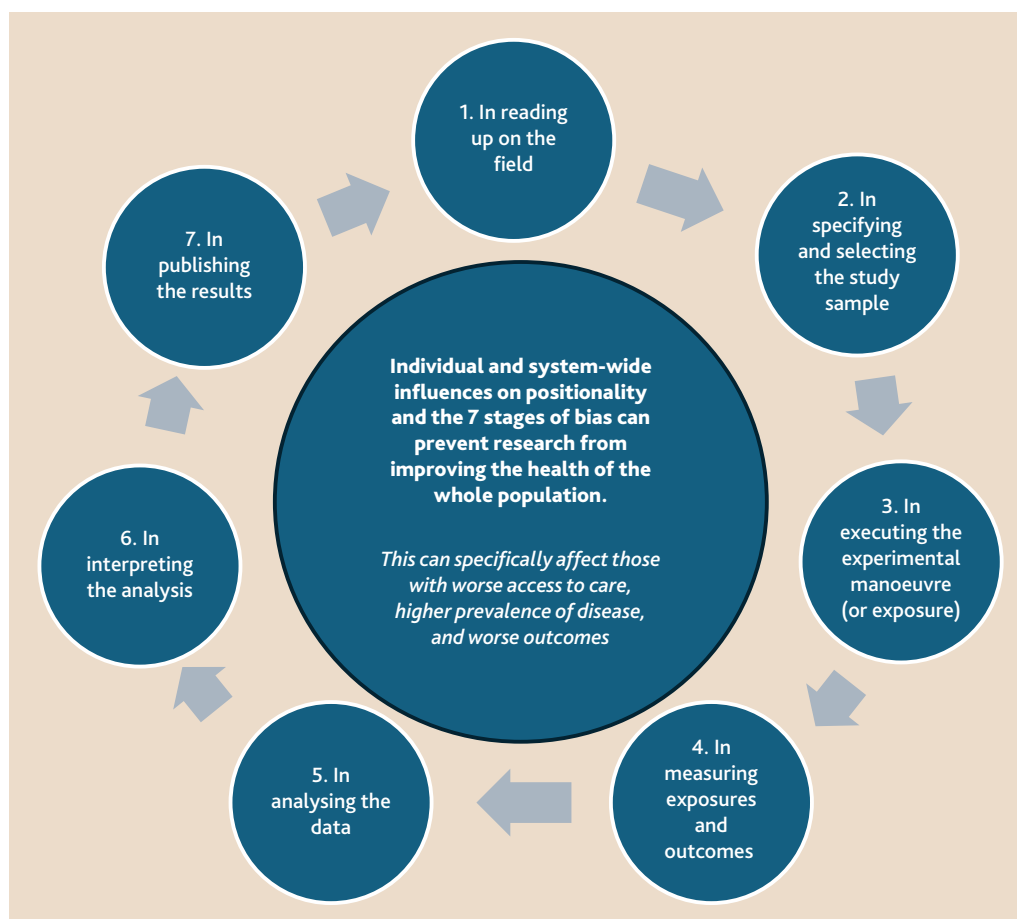 1. In reading
up on the
field
2. In
specifying
and selecting
the study
sample
3. In
executing the
experimental
manoeuvre
(or exposure)
4. In
measuring
exposures
and
outcomes
5. In
analysing the
data
6. In
interpreting
the analysis
7. In
publishing
the results
Individual and system-wide
influences on positionality
and the 7 stages of bias can
prevent research from
improving the health of the
whole population.
This can specifically affect those
with worse access to care,
higher prevalence of disease,
and worse outcomes